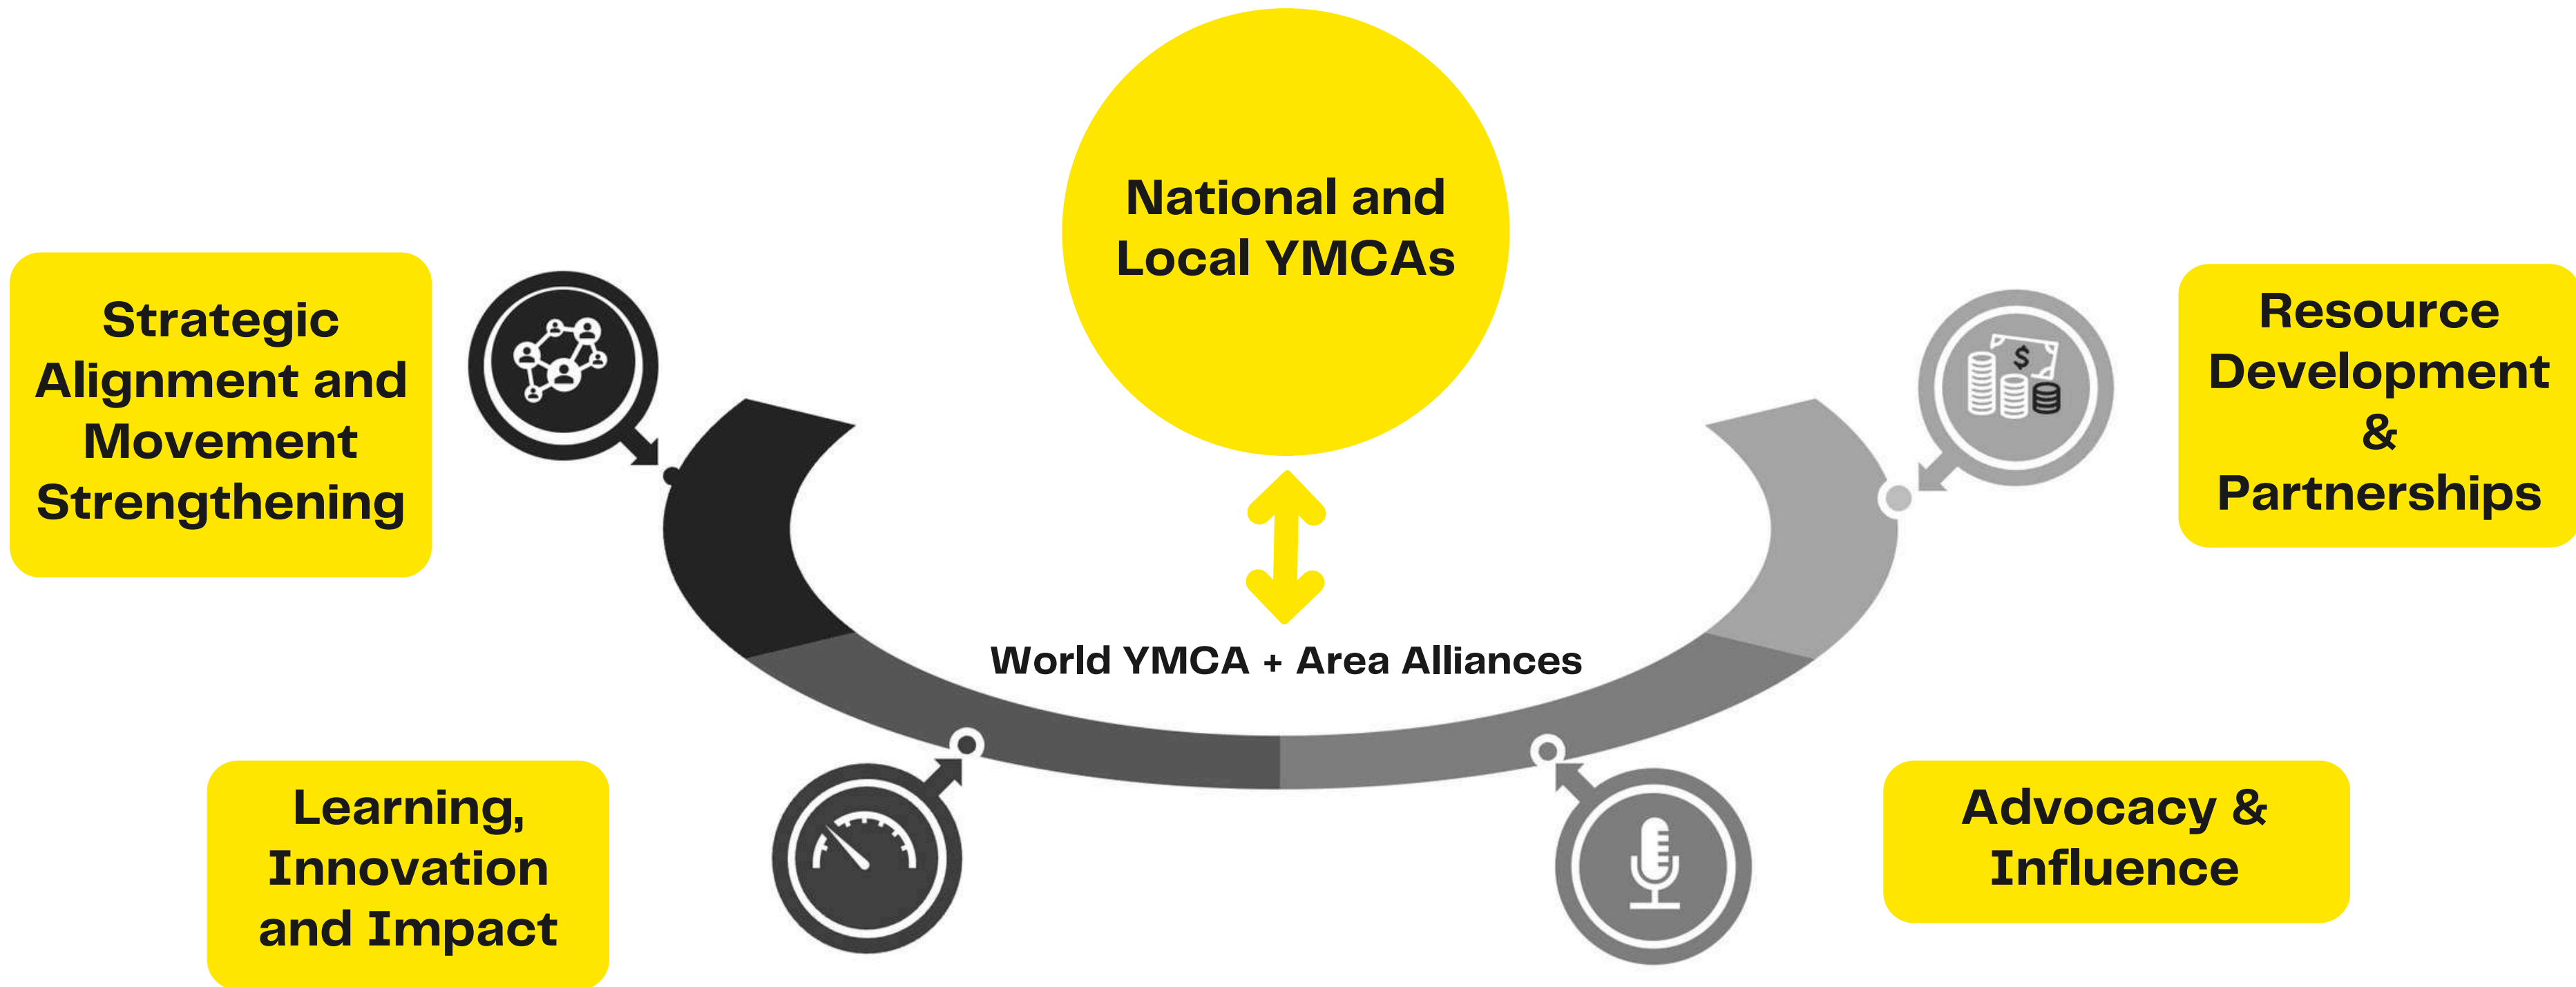 National and
Local YMCAs
Strategic
Alignment and
Movement
Strengthening
$
Resource
Development
&
Partnerships
World YMCA + Area Alliances
Learning,
Innovation
and Impact
Advocacy &
Influence